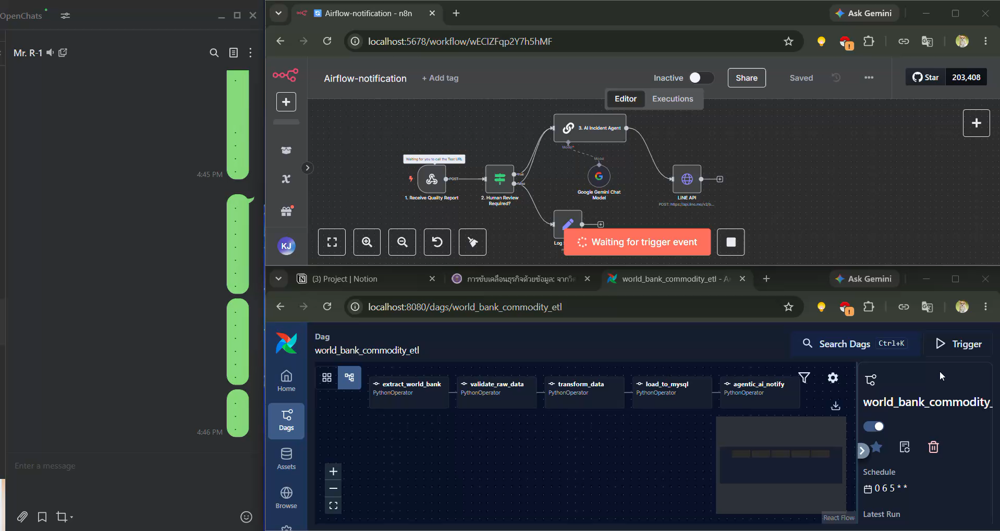 OpenChats
Mr. R-1
4:45 PM
4:46 PM
Enter a message
Airflow-notification - n8n
Ask Gemini
localhost:5678/workflow/wECIZFqp2Y7h5hMF
Airflow-notification
+ Add tag
Inactive
Share
Saved
Star
203,408
Editor
Executions
3. AI Incident Agent
Model*
Model
Waiting for you to call the Test URL
POST
true
false
1. Receive Quality Report
2. Human Review
Required?
Google Gemini Chat
Model
LINE API
POST: https://api.line.me/v2/b...
KJ
Log
Waiting for trigger event
(3) Project | Notion
การขับเคลื่อนธุรกิจด้วยข้อมูล: จากวิ
world_bank_commodity_etl - A
Ask Gemini
localhost:8080/dags/world_bank_commodity_etl
Dag
world_bank_commodity_etl
Search Dags
Ctrl+K
Trigger
Home
Dags
Assets
Browse
extract_world_bank
PythonOperator
validate_raw_data
PythonOperator
transform_data
PythonOperator
load_to_mysql
PythonOperator
agentic_ai_notify
PythonOperator
React Flow
world_bank_commodity_
Schedule
0 6 5 * *
Latest Run